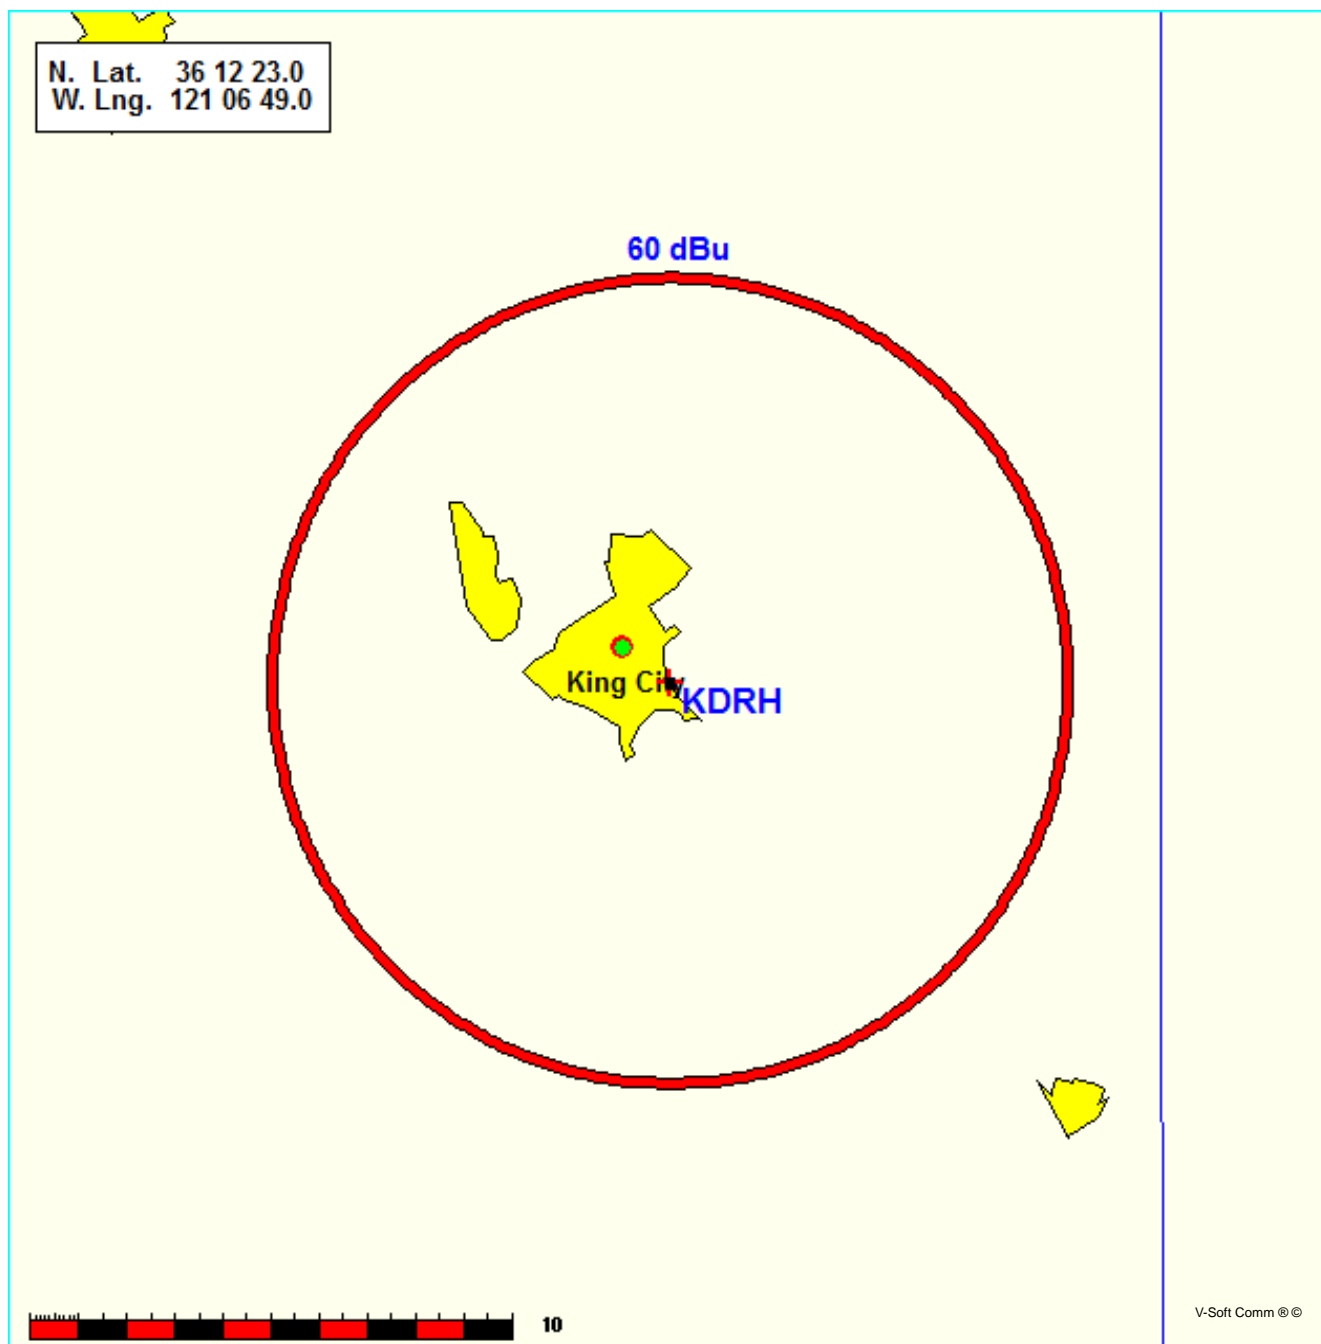 N. Lat. 36 12 23.0
W. Lng. 121 06 49.0
60 dBu
King City
KDRH
10
V-Soft Comm ® ©